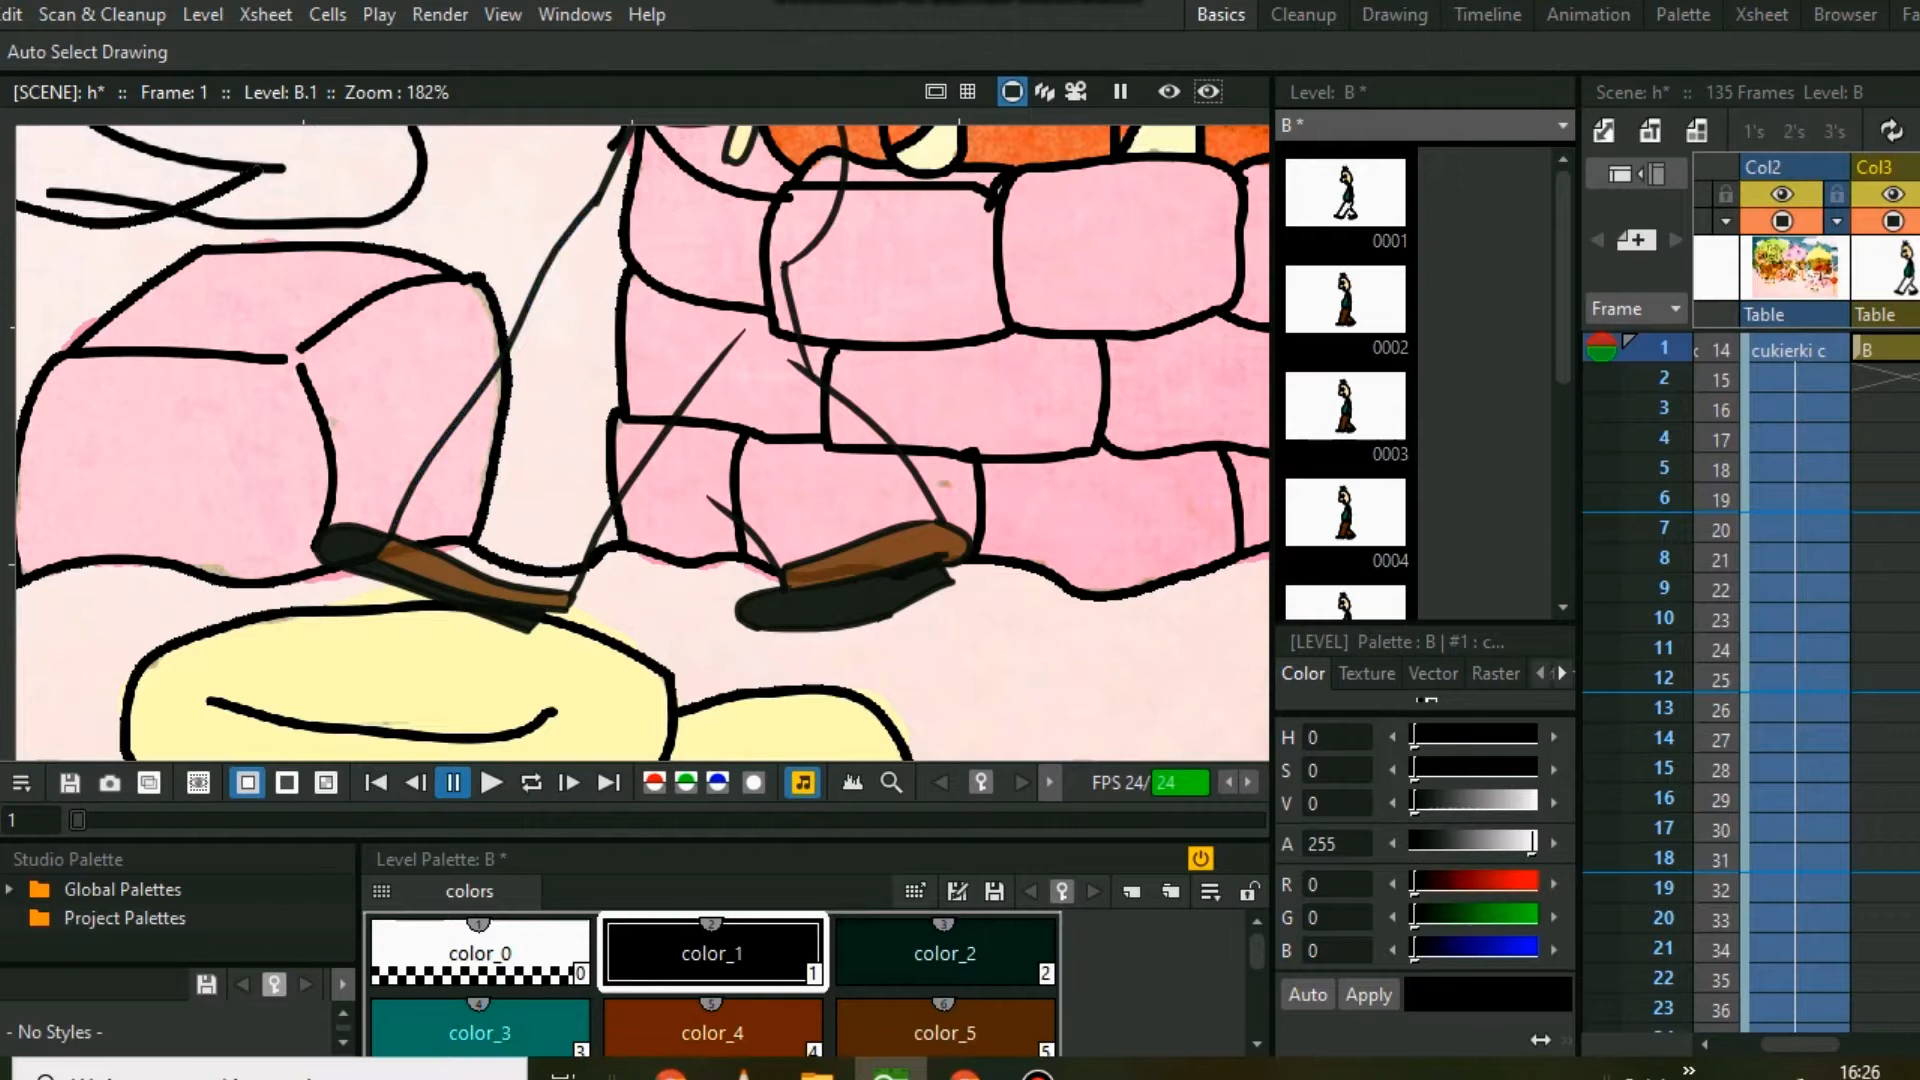 dit Scan & Cleanup Level Xsheet Cells Play Render View Windows Help
Basics Cleanup Drawing Timeline Animation Palette Xsheet Browser Fa
Auto Select Drawing
[SCENE]: h* :: Frame: 1 :: Level: B.1 :: Zoom : 182%
Level: B *
Scene: h* :: 135 Frames Level: B
B *
1's 2's 3's
Col2 Col3
0001
0002
0003
0004
Frame
Table Table
1 14 cukierki c B
2 15
3 16
4 17
5 18
6 19
7 20
8 21
9 22
10 23
11 24
12 25
13 26
14 27
15 28
16 29
17 30
18 31
19 32
20 33
21 34
22 35
23 36
[LEVEL] Palette : B | #1 : c...
Color Texture Vector Raster
H 0
S 0
V 0
A 255
R 0
G 0
B 0
Auto Apply
FPS 24/ 24
1
Studio Palette
Global Palettes
Project Palettes
- No Styles -
Level Palette: B *
colors
1 color_0 0
2 color_1 1
3 color_2 2
4 color_3 3
5 color_4 4
6 color_5 5
16:26